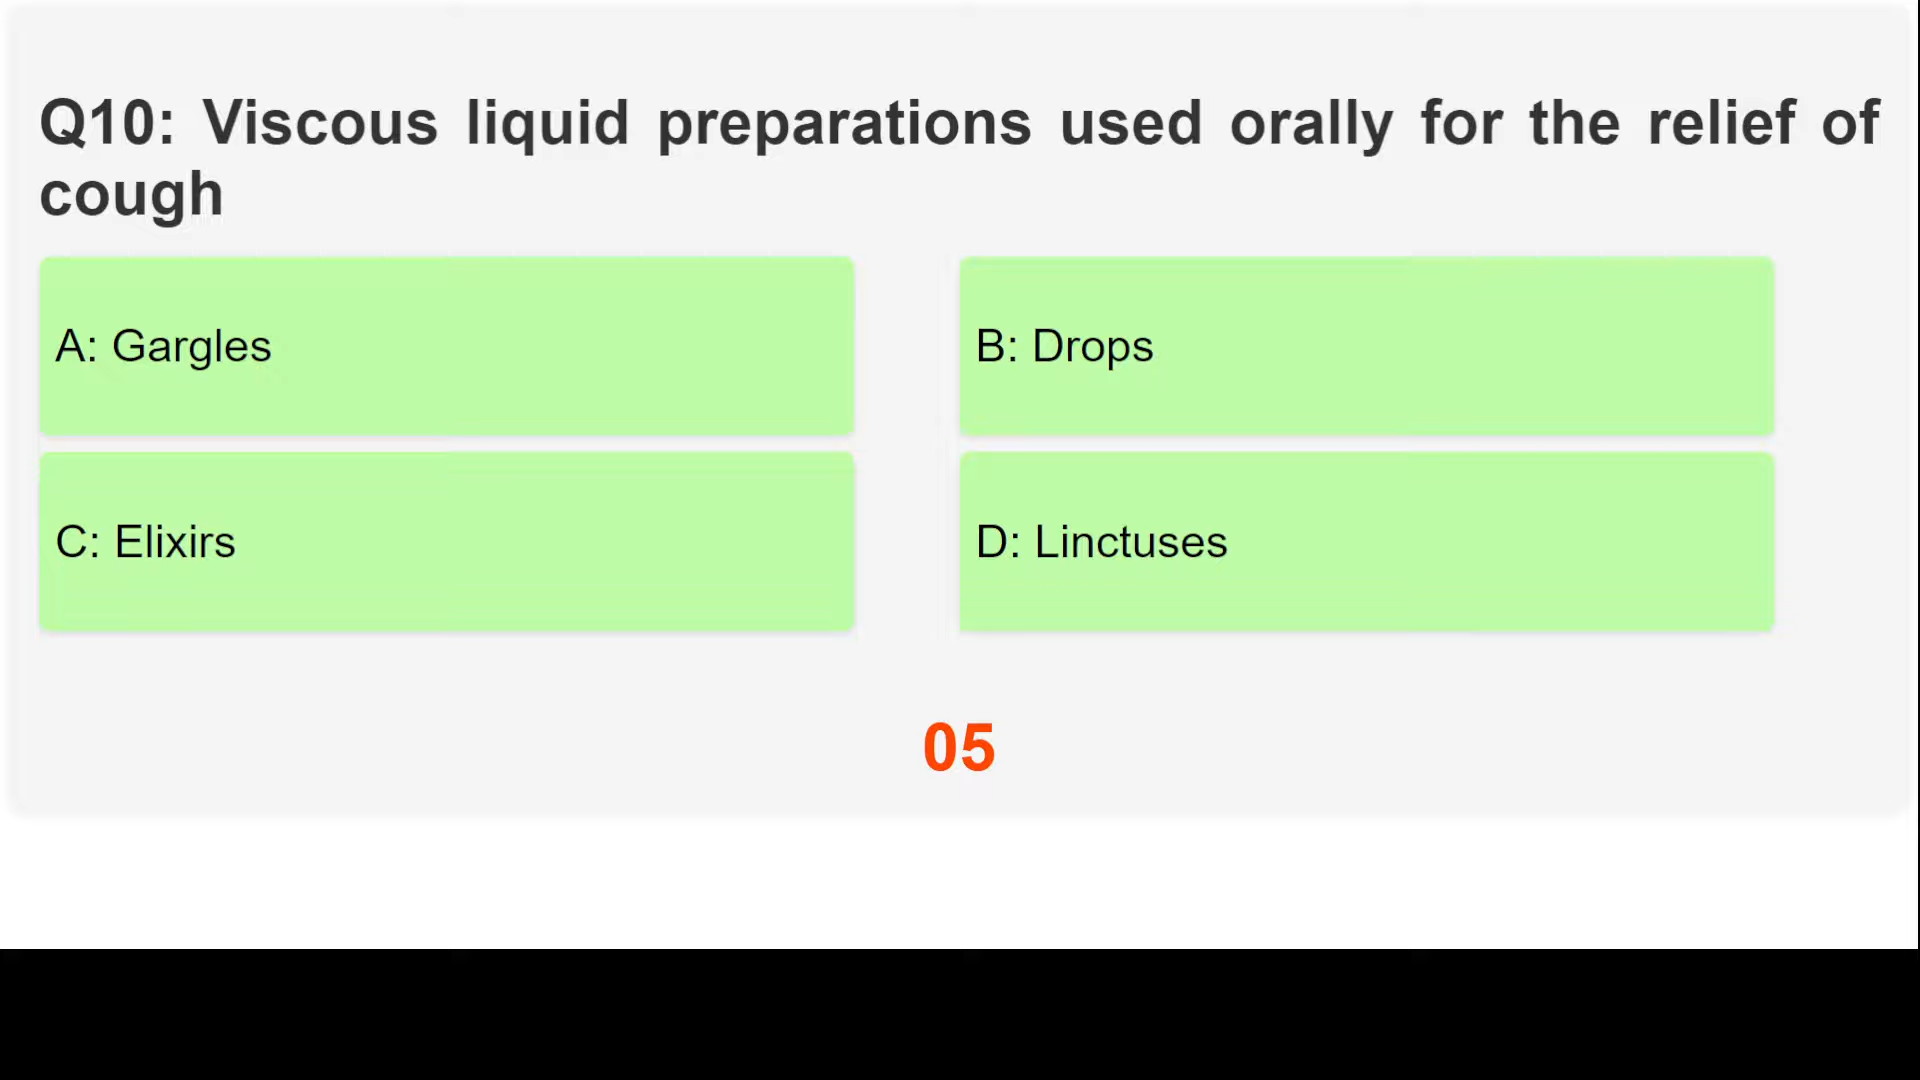 Q10: Viscous liquid preparations used orally for the relief of
cough
A: Gargles
B: Drops
C: Elixirs
D: Linctuses
05